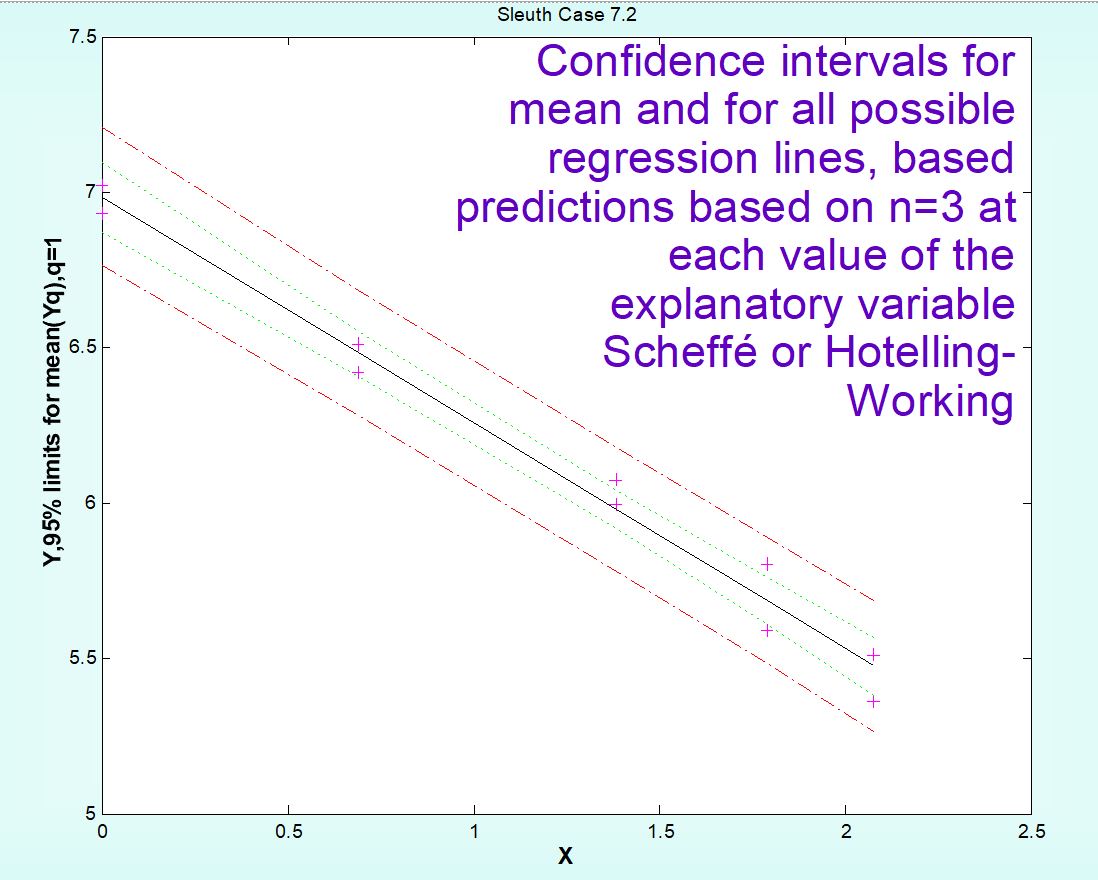 Sleuth Case 7.2
Confidence intervals for
mean and for all possible
regression lines, based
predictions based on n=3 at
each value of the
explanatory variable
Scheffé or Hotelling-
Working
Y,95% limits for mean(Yq),q=1
7.5
7
6.5
6
5.5
5
0
0.5
1
1.5
2
2.5
X